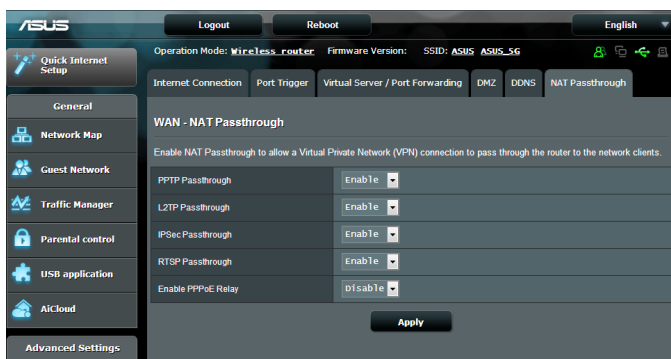 ASUS
Logout
Reboot
English
Operation Mode: Wireless router Firmware Version: SSID: ASUS ASUS_5G
Quick Internet
Setup
Internet Connection
Port Trigger
Virtual Server / Port Forwarding
DMZ
DDNS
NAT Passthrough
General
Network Map
Guest Network
Traffic Manager
Parental control
USB application
AiCloud
Advanced Settings
WAN - NAT Passthrough
Enable NAT Passthrough to allow a Virtual Private Network (VPN) connection to pass through the router to the network clients.
PPTP Passthrough Enable
L2TP Passthrough Enable
IPSec Passthrough Enable
RTSP Passthrough Enable
Enable PPPoE Relay Disable
Apply